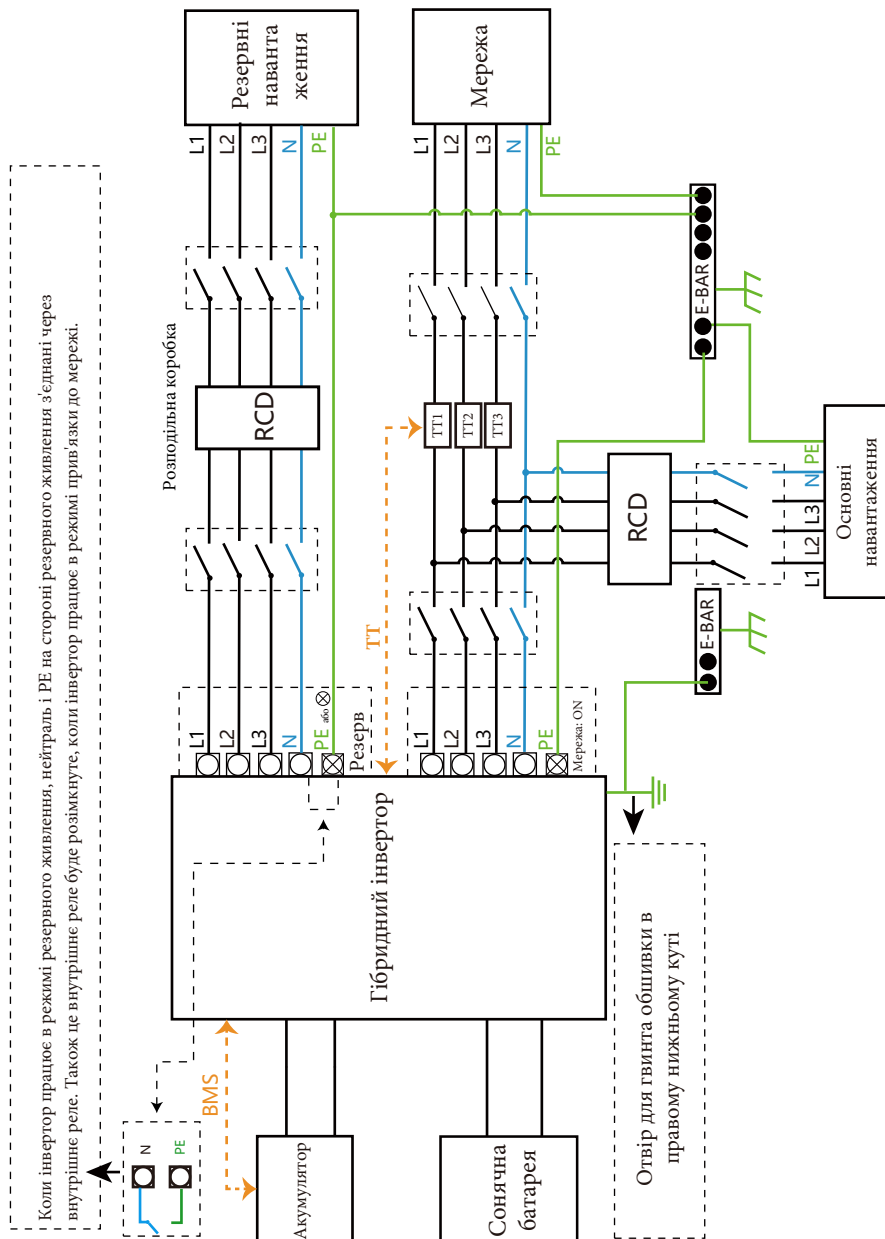 Коли інвертор працює в режимі резервного живлення, нейтраль і PE на стороні резервного живлення з'єднані через
внутрішнє реле. Також це внутрішнє реле буде розімкнуте, коли інвертор працює в режимі прив'язки до мережі.
N
PE
BMS
Акумулятор
Сонячна
батарея
Гібридний інвертор
Отвір для гвинта обшивки в
правому нижньому куті
L1
L2
L3
N
PE
або
Резерв
Розподільна коробка
RCD
L1
L2
L3
N
PE
Резервні
наванта
ження
TT
L1
L2
L3
N
PE
Мережа: ON
TT1
TT2
TT3
L1
L2
L3
N
PE
Мережа
RCD
E-BAR
E-BAR
L1
L2
L3
N
PE
Основні
навантаження